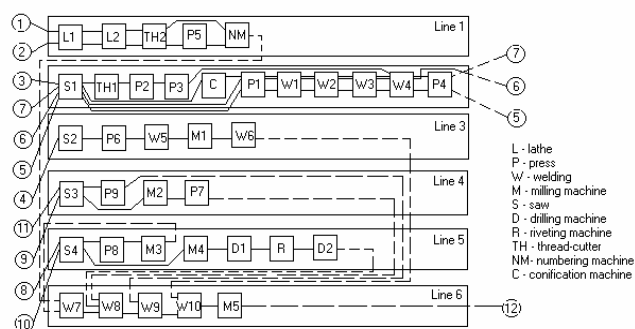 1 L1 L2 TH2 P5 NM Line 1
2
3 S1 TH1 P2 P3 C P1 W1 W2 W3 W4 P4 7
7 6
6 5
5
4 S2 P6 W5 M1 W6 Line 3
11 S3 P9 M2 P7 Line 4
9
8 S4 P8 M3 M4 D1 R D2 Line 5
10
W7 W8 W9 W10 M5 Line 6 12
L - lathe
P - press
W - welding
M - milling machine
S - saw
D - drilling machine
R - riveting machine
TH - thread-cutter
NM- numbering machine
C - conification machine